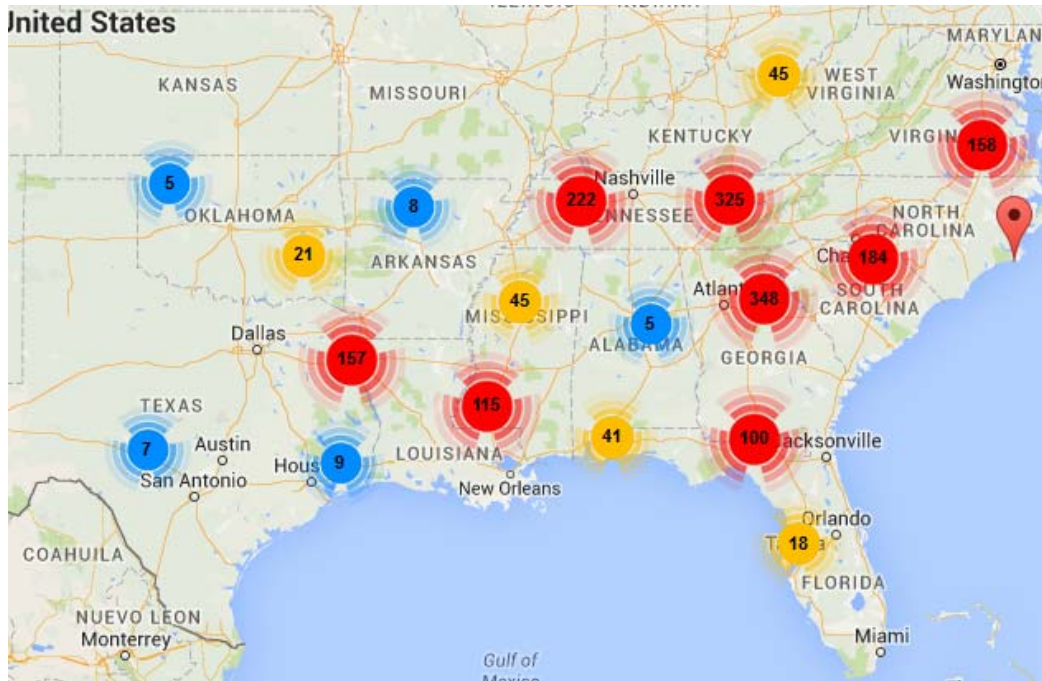 United States
MARYLAN
Washington
KANSAS
MISSOURI
45
WEST
VIRGINIA
KENTUCKY
VIRGIN
158
5
OKLAHOMA
8
222
Nashville
NNESSEE
325
NORTH
CAROLINA
Cha
184
SOUTH
CAROLINA
21
ARKANSAS
45
MISSISSIPPI
5
ALABAMA
Atlant
348
GEORGIA
Dallas
157
115
LOUISIANA
41
100
acksonville
TEXAS
7
Austin
San Antonio
Hous
9
New Orleans
Orlando
18
FLORIDA
Miami
COAHUILA
NUEVO LEON
Monterrey
Gulf of
Mexico